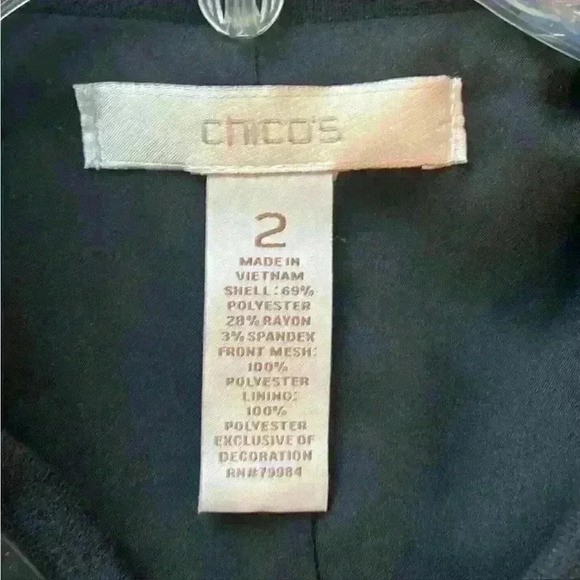 chico's
2
MADE IN
VIETNAM
SHELL: 69%
POLYESTER
28% RAYON
3% SPANDEX
FRONT MESH:
100%
POLYESTER
LINING:
100%
POLYESTER
EXCLUSIVE OF
DECORATION
RN#79984